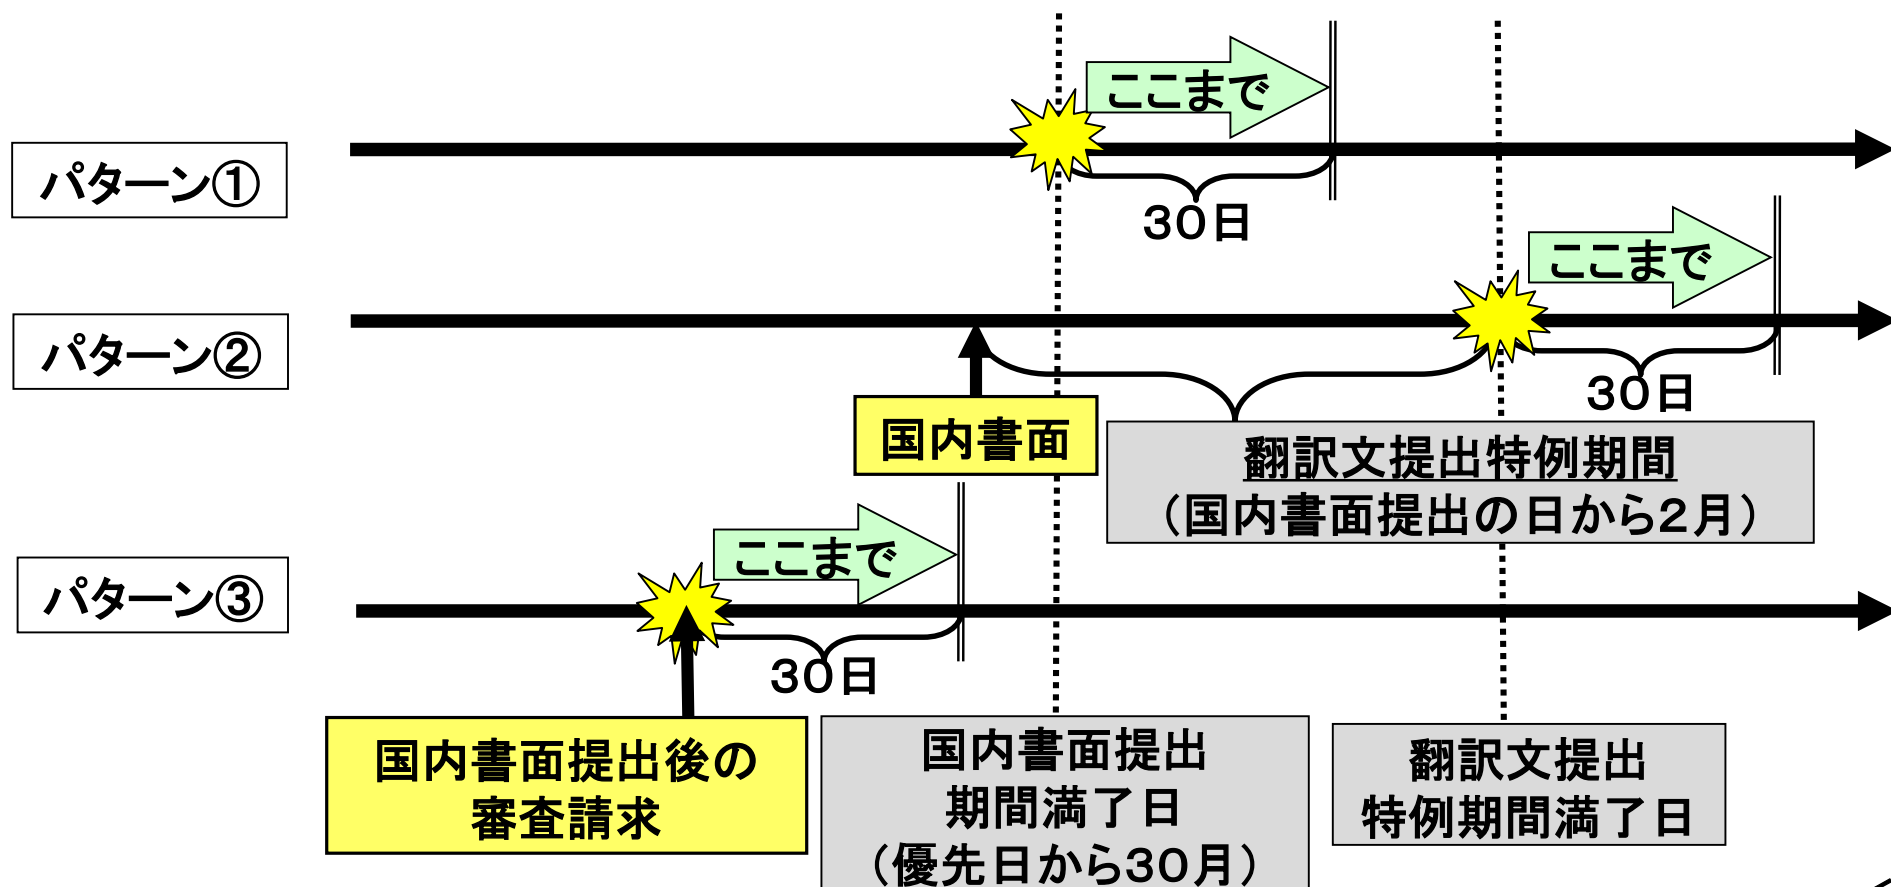 ここまで
パターン①
30日
ここまで
パターン②
30日
国内書面
翻訳文提出特例期間
（国内書面提出の日から2月）
ここまで
パターン③
30日
国内書面提出後の
審査請求
国内書面提出
期間満了日
（優先日から30月）
翻訳文提出
特例期間満了日